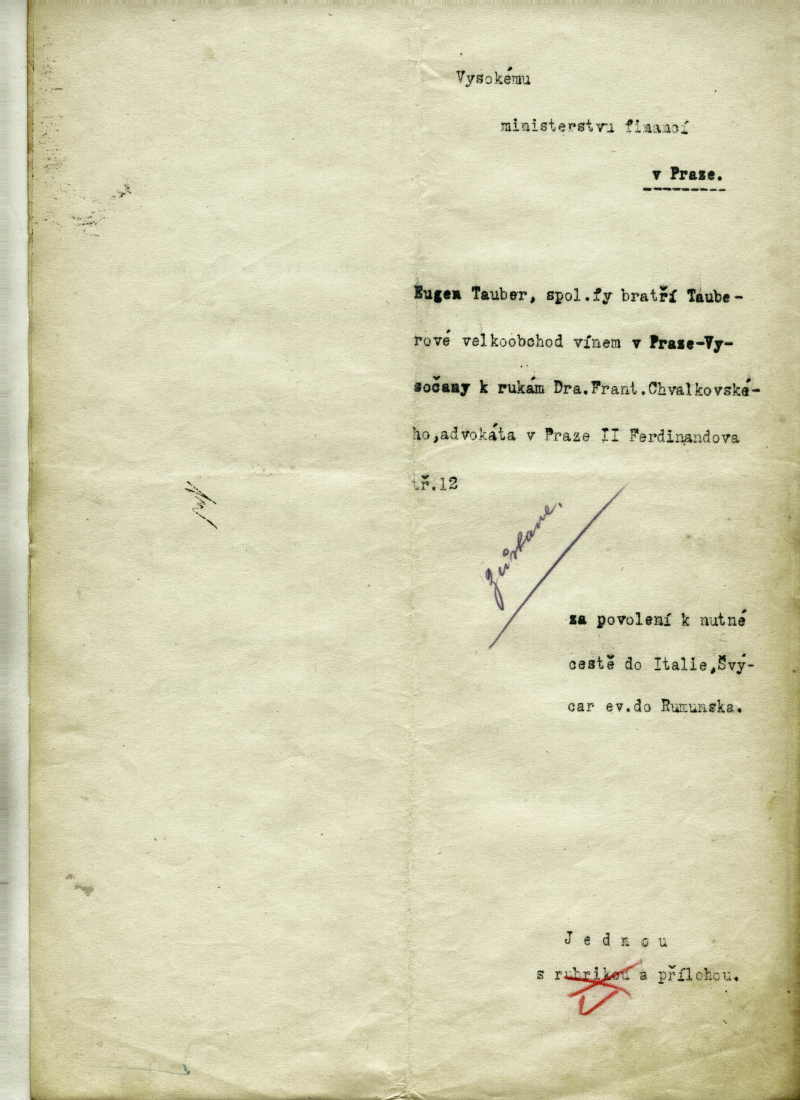 Vysokému
ministerstvu financí
v Praze.
Eugen Tauber, spol.fy bratří Taube-
rové velkoobchod vínem v Praze-Vy-
sočany k rukám Dra.Frant.Chvalkovské-
ho,advokáta v Praze II Ferdinandova
tř.12
zůstane.
za povolení k nutné
cestě do Italie,Švý-
car ev.do Rumunska.
Jednou
s rubrikou a přílohou.